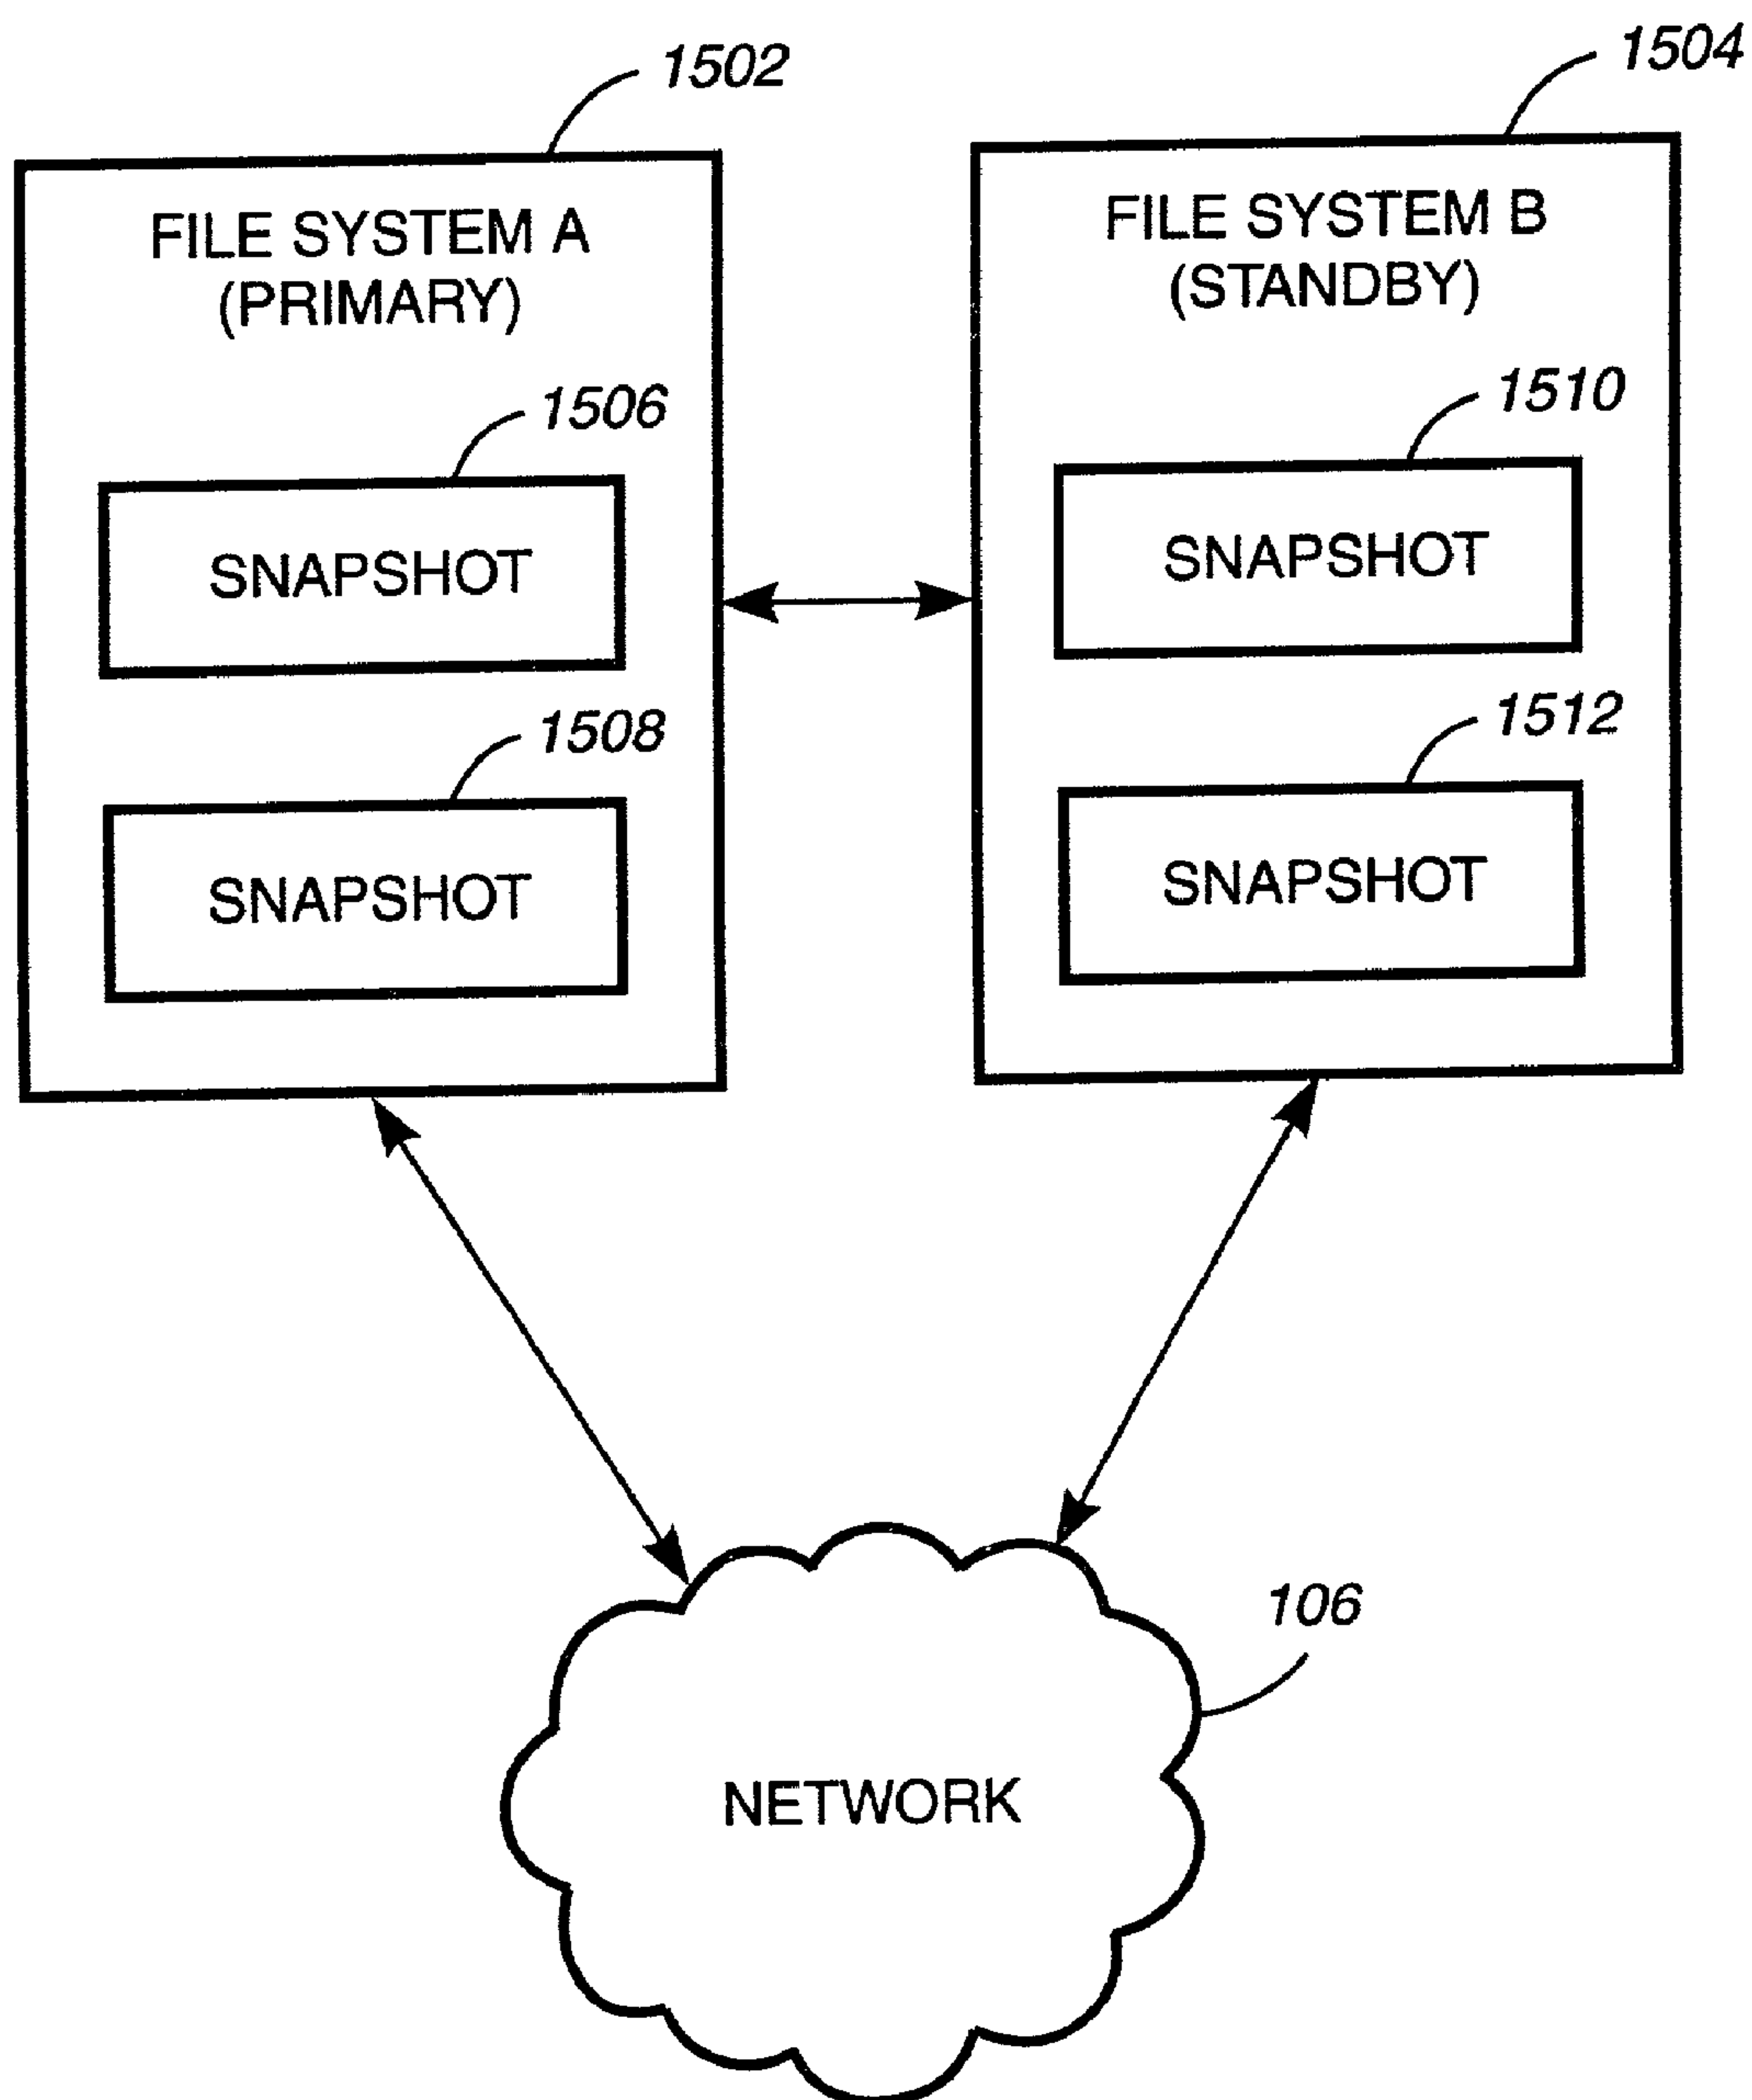 1502
1504
FILE SYSTEM A
(PRIMARY)
FILE SYSTEM B
(STANDBY)
1506
1510
SNAPSHOT
SNAPSHOT
1508
1512
SNAPSHOT
SNAPSHOT
106
NETWORK